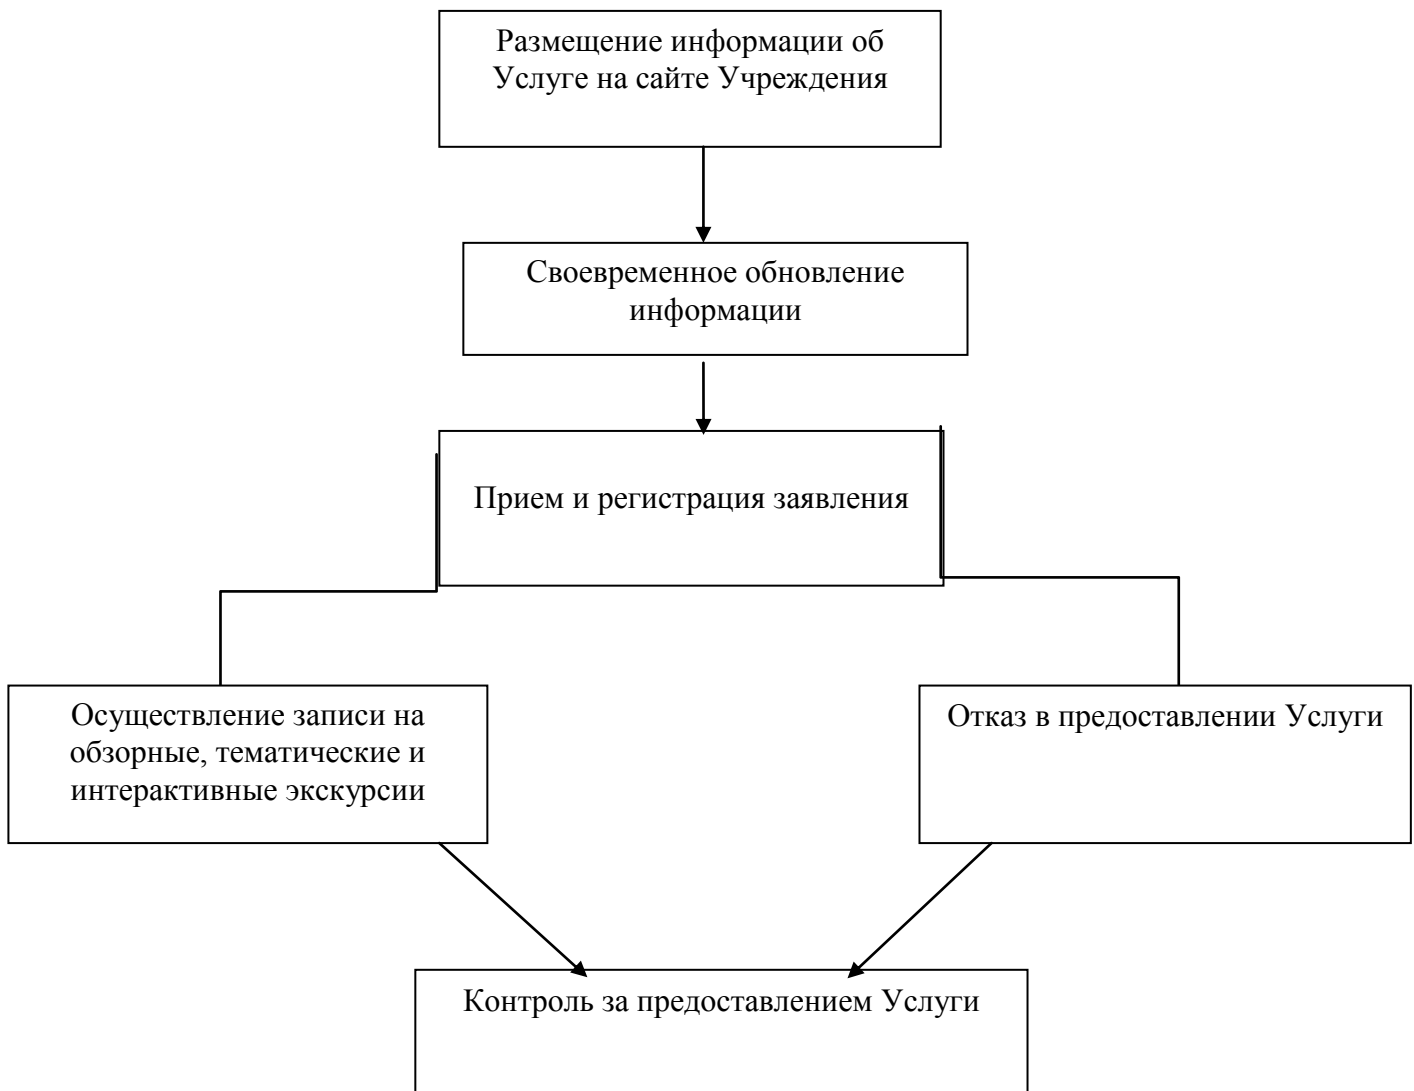 Размещение информации об
Услуге на сайте Учреждения
Своевременное обновление
информации
Прием и регистрация заявления
Осуществление записи на
обзорные, тематические и
интерактивные экскурсии
Отказ в предоставлении Услуги
Контроль за предоставлением Услуги